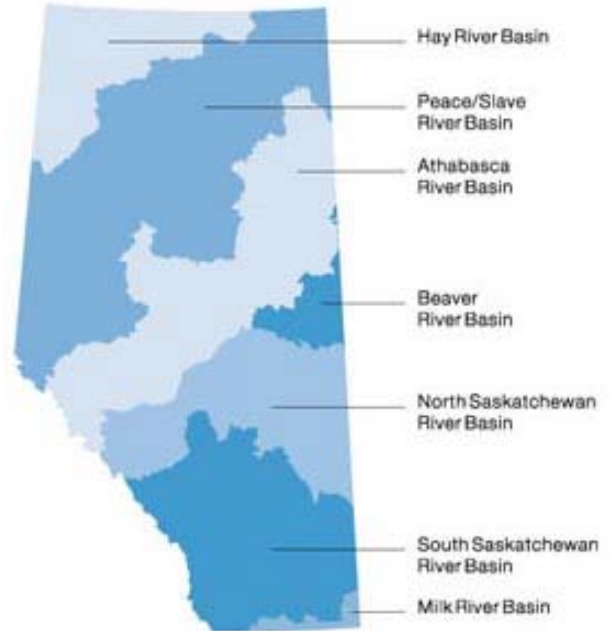 Hay River Basin
Peace/Slave
River Basin
Athabasca
River Basin
Beaver
River Basin
North Saskatchewan
River Basin
South Saskatchewan
River Basin
Milk River Basin